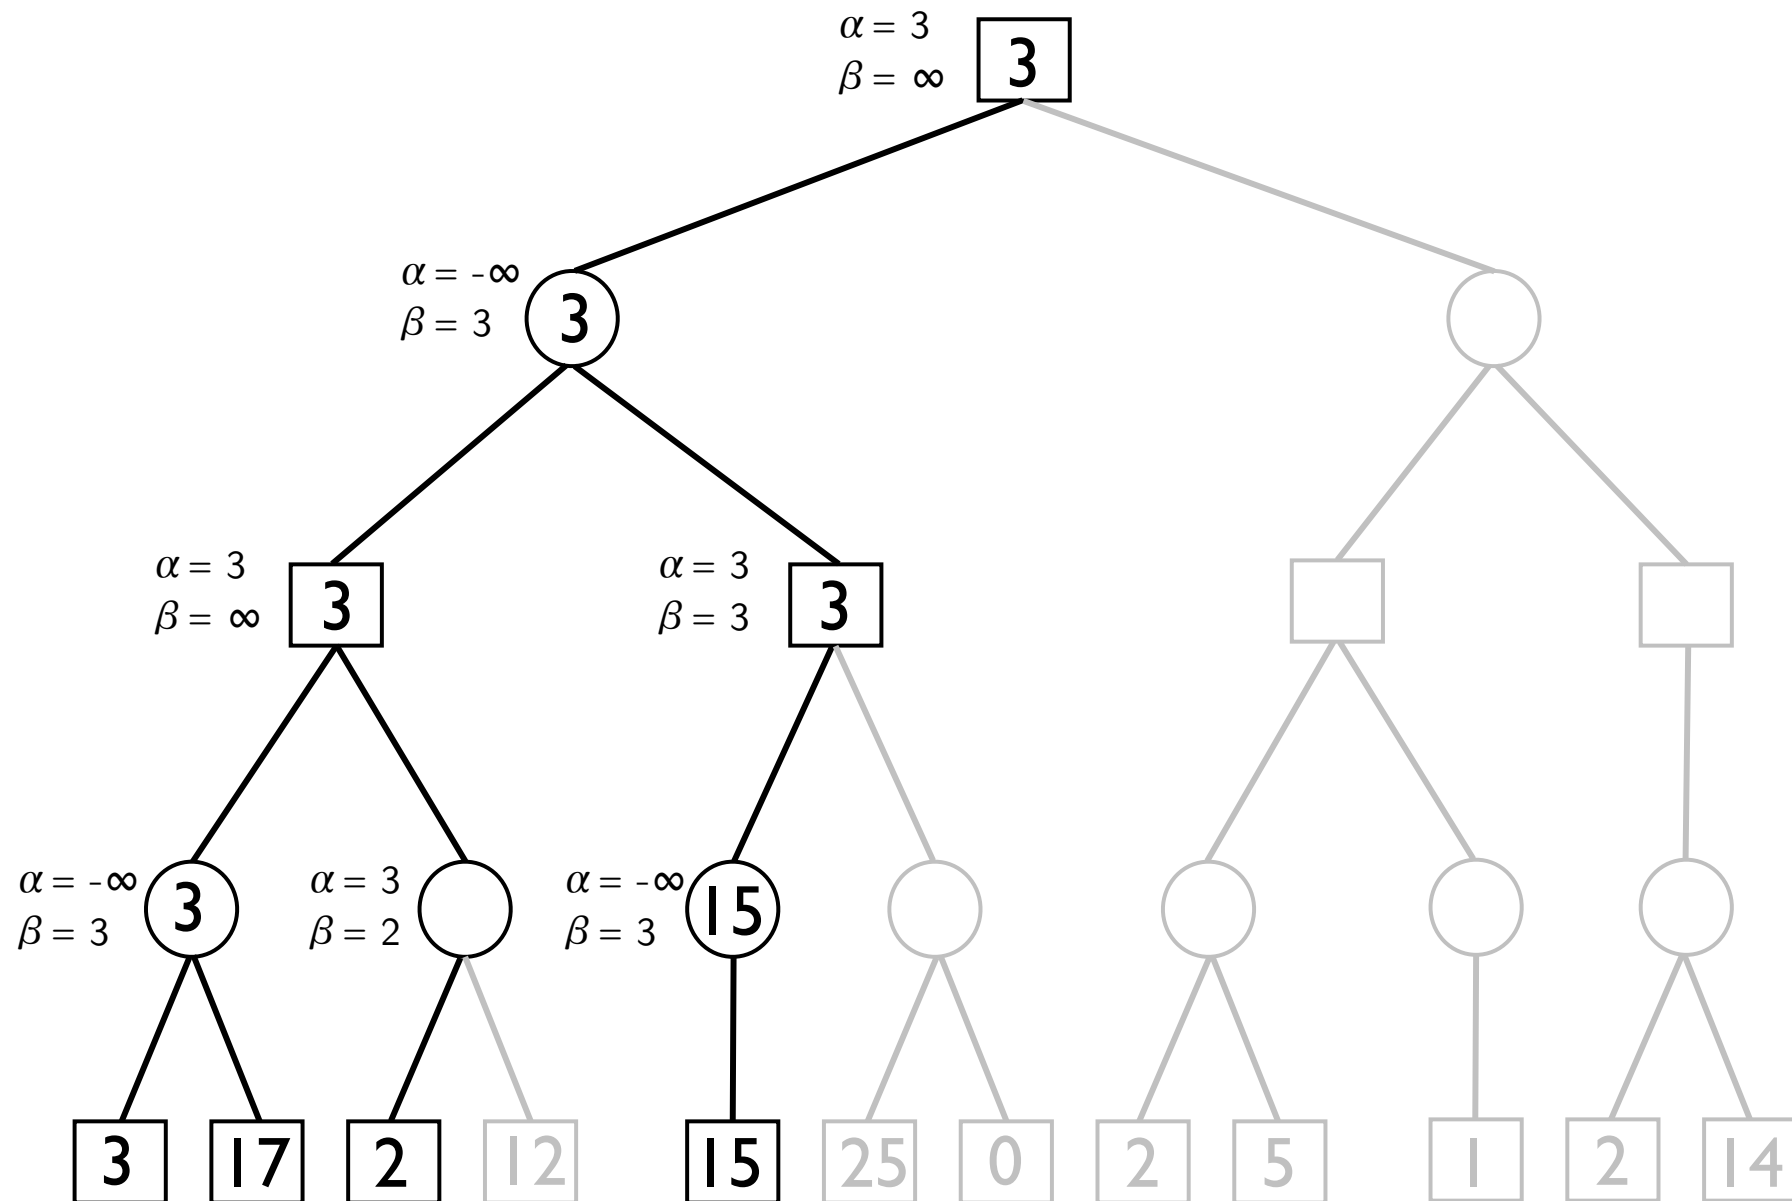 α = 3
β = ∞
3
α = -∞
β = 3
3
α = 3
β = ∞
3
α = 3
β = 3
3
α = -∞
β = 3
3
α = 3
β = 2
α = -∞
β = 3
15
3 17 2 12 15 25 0 2 5 1 2 14